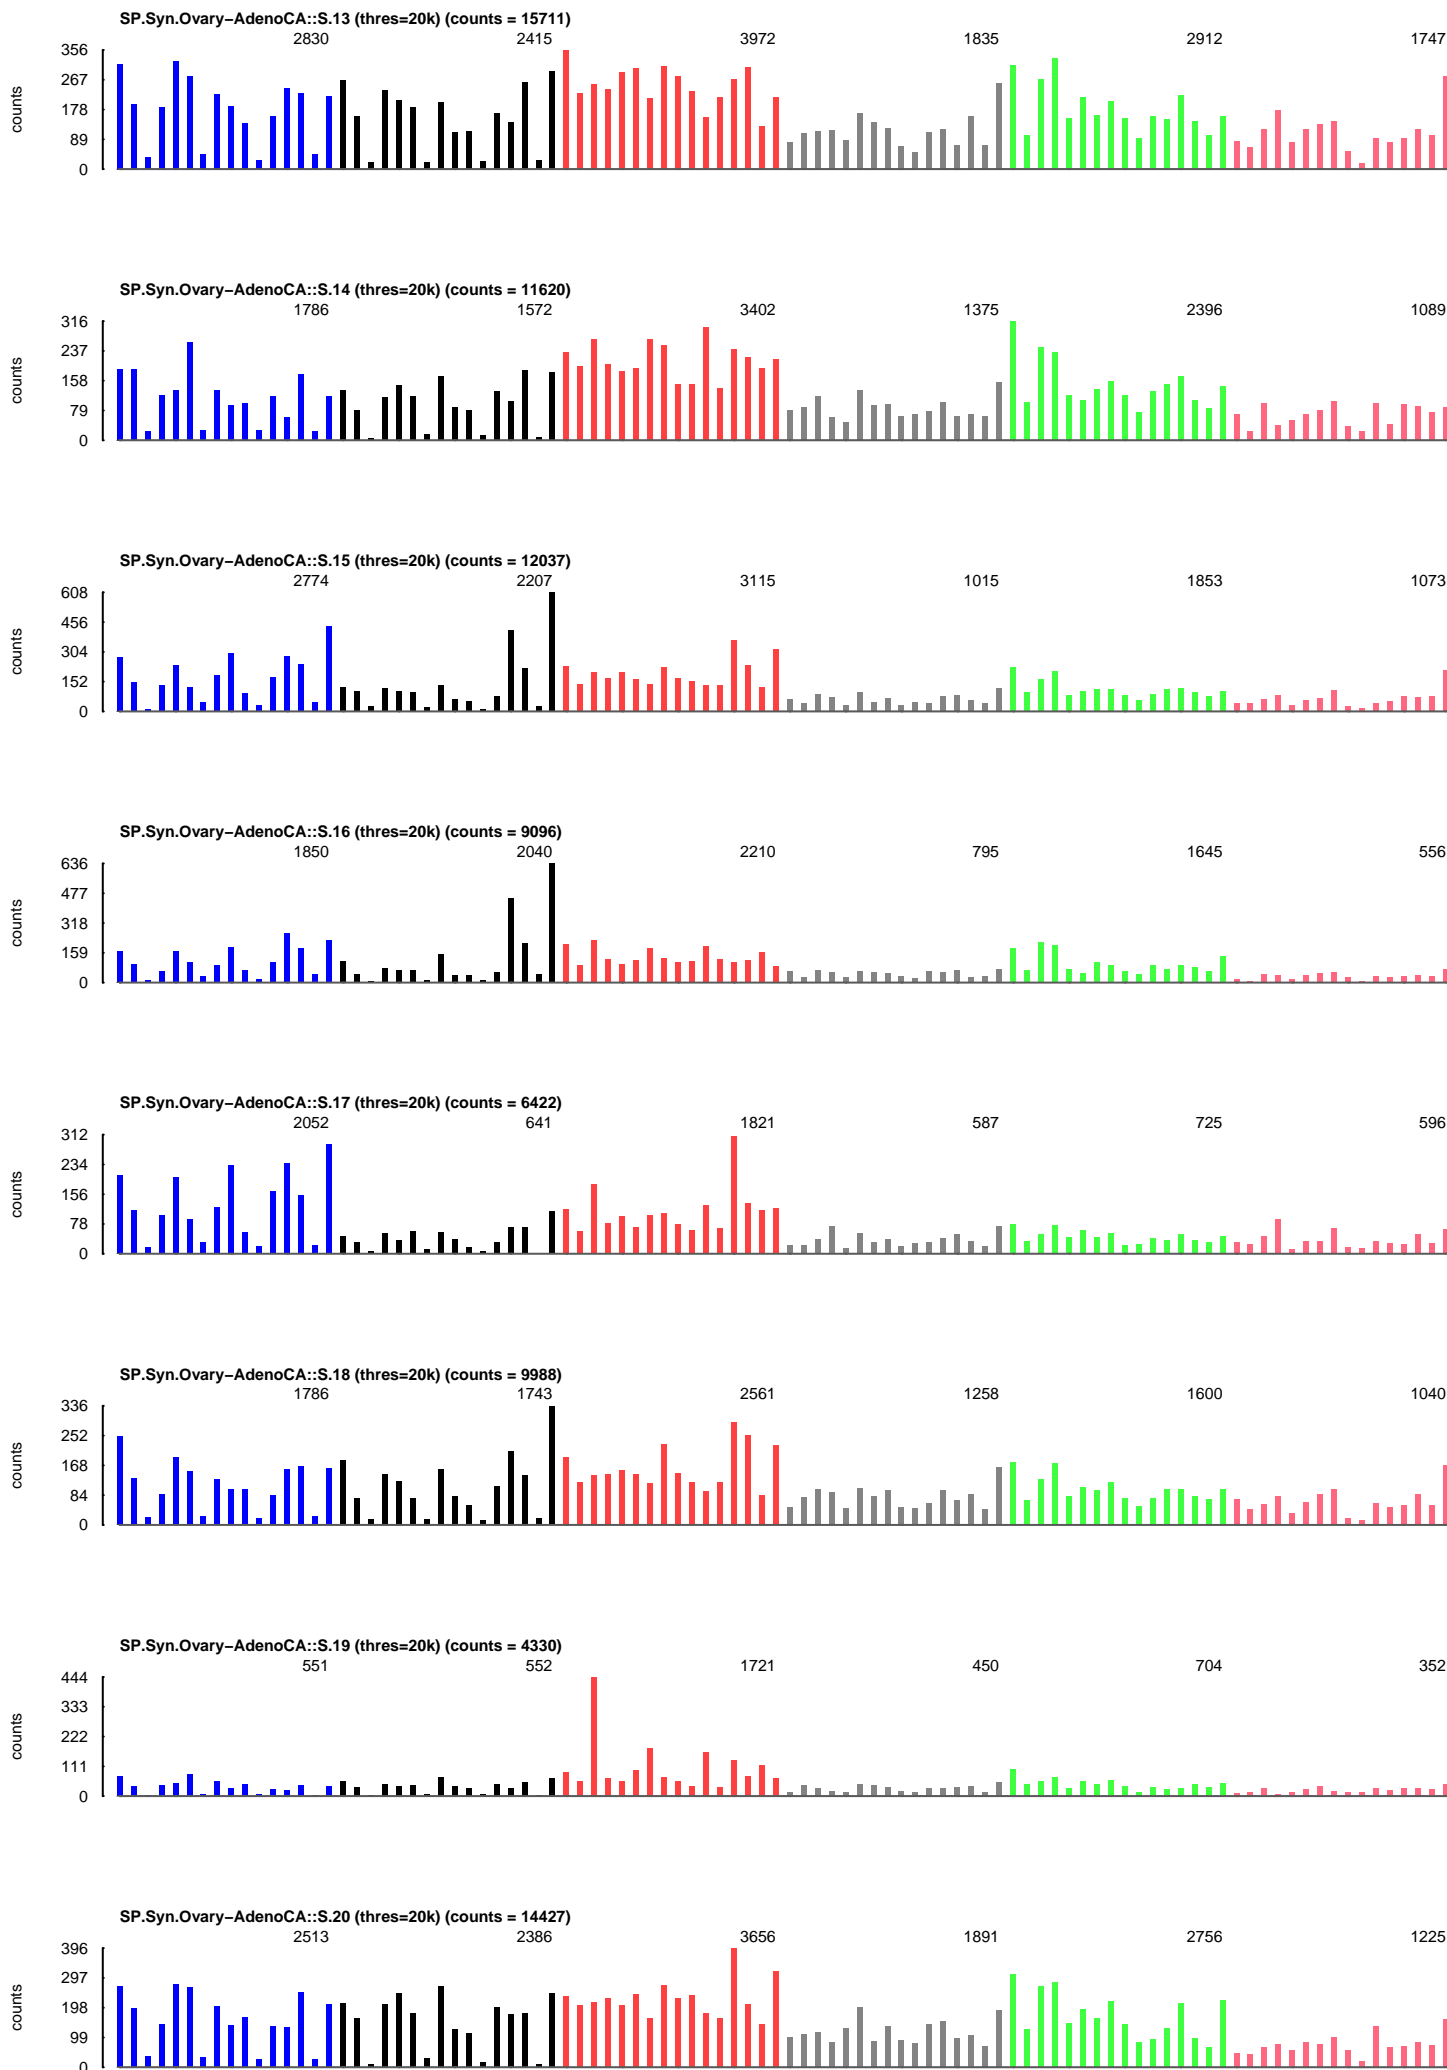 SP.Syn.Ovary−AdenoCA::S.13 (thres=20k) (counts = 15711)
2830 2415 3972 1835 2912 1747
356
267
178
89
0
counts
SP.Syn.Ovary−AdenoCA::S.14 (thres=20k) (counts = 11620)
1786 1572 3402 1375 2396 1089
316
237
158
79
0
counts
SP.Syn.Ovary−AdenoCA::S.15 (thres=20k) (counts = 12037)
2774 2207 3115 1015 1853 1073
608
456
304
152
0
counts
SP.Syn.Ovary−AdenoCA::S.16 (thres=20k) (counts = 9096)
1850 2040 2210 795 1645 556
636
477
318
159
0
counts
SP.Syn.Ovary−AdenoCA::S.17 (thres=20k) (counts = 6422)
2052 641 1821 587 725 596
312
234
156
78
0
counts
SP.Syn.Ovary−AdenoCA::S.18 (thres=20k) (counts = 9988)
1786 1743 2561 1258 1600 1040
336
252
168
84
0
counts
SP.Syn.Ovary−AdenoCA::S.19 (thres=20k) (counts = 4330)
551 552 1721 450 704 352
444
333
222
111
0
counts
SP.Syn.Ovary−AdenoCA::S.20 (thres=20k) (counts = 14427)
2513 2386 3656 1891 2756 1225
396
297
198
99
0
counts